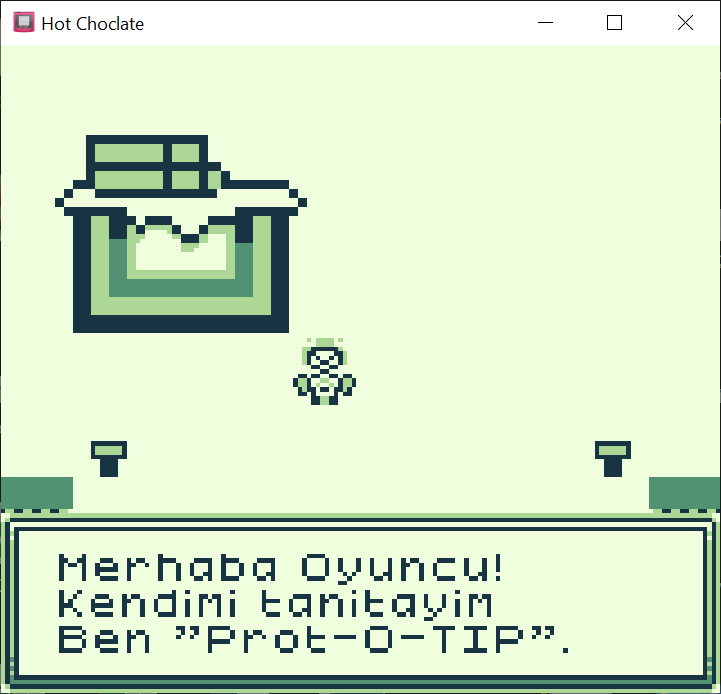 Hot Choclate
Merhaba Oyuncu!
Kendimi tanitayim
Ben "Prot-O-TIP".